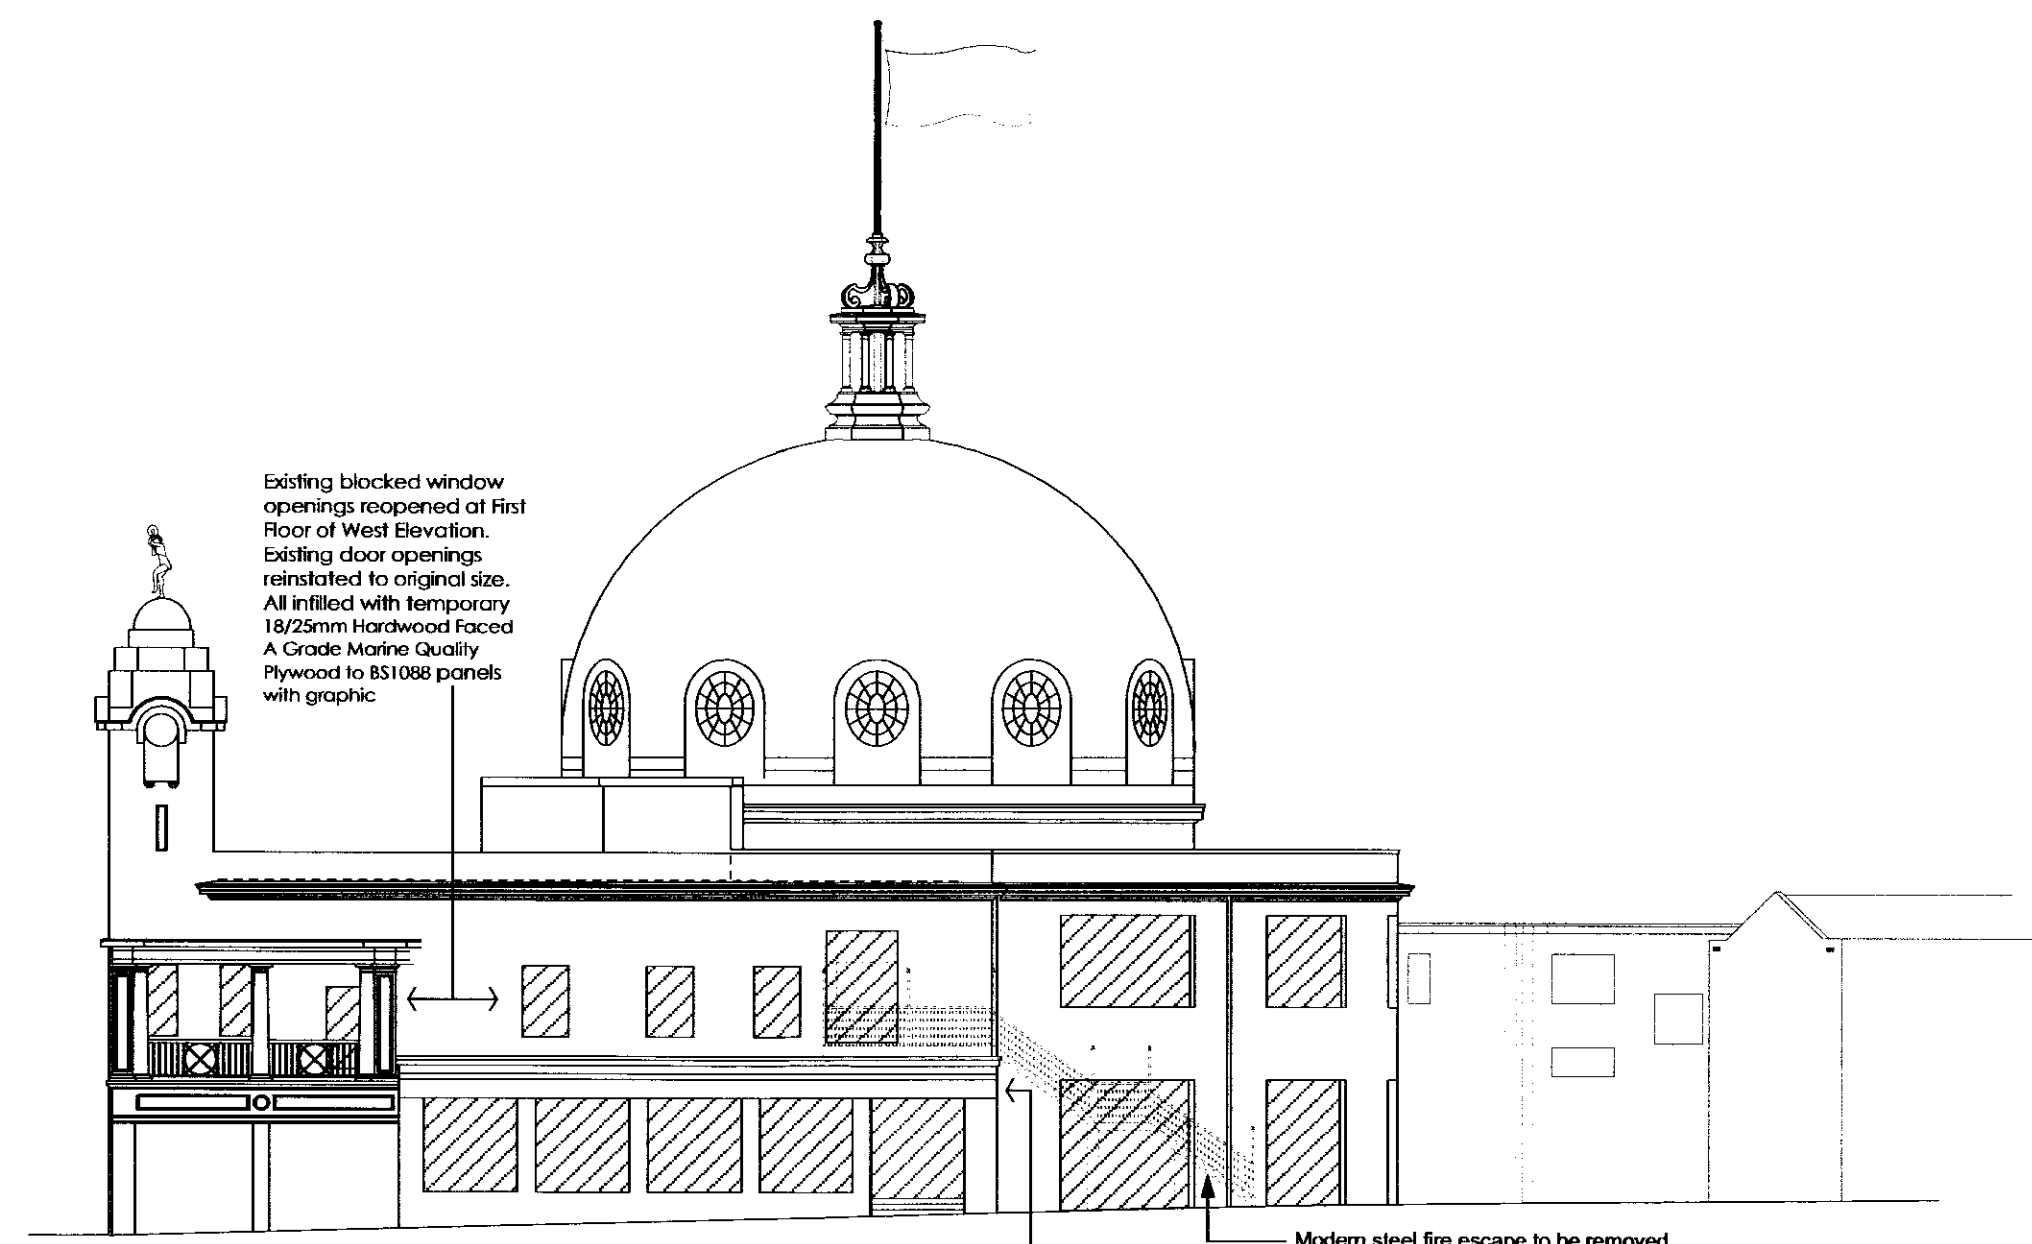 Existing blocked window
openings reopened at First
Floor of West Elevation.
Existing door openings
reinstated to original size.
All infilled with temporary
18/25mm Hardwood Faced
A Grade Marine Quality
Plywood to BS1088 panels
with graphic
Modern steel fire escape to be removed